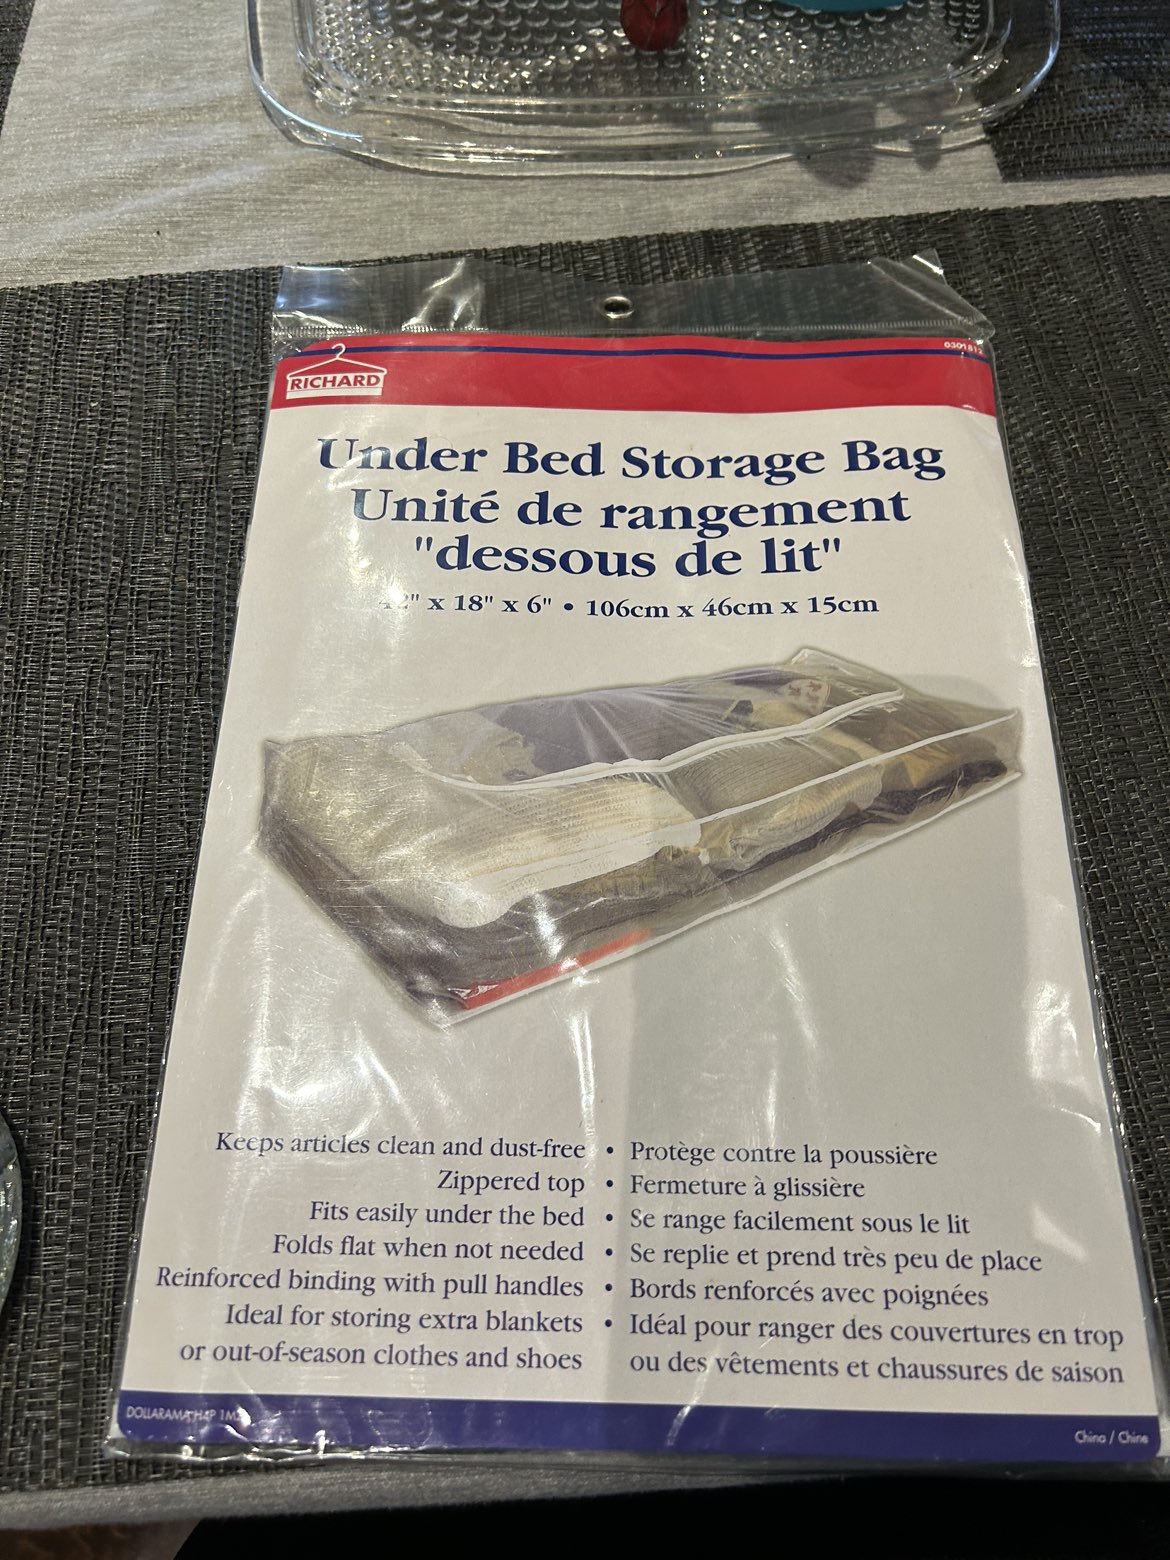 RICHARD
Under Bed Storage Bag
Unité de rangement
"dessous de lit"
x 18" x 6" • 106cm x 46cm x 15cm
Keeps articles clean and dust-free • Protège contre la poussière
Zippered top • Fermeture à glissière
Fits easily under the bed • Se range facilement sous le lit
Folds flat when not needed • Se replie et prend très peu de place
Reinforced binding with pull handles • Bords renforcés avec poignées
Ideal for storing extra blankets • Idéal pour ranger des couvertures en trop
or out-of-season clothes and shoes ou des vêtements et chaussures de saison
DOLLARAMA H4P
China / Chine